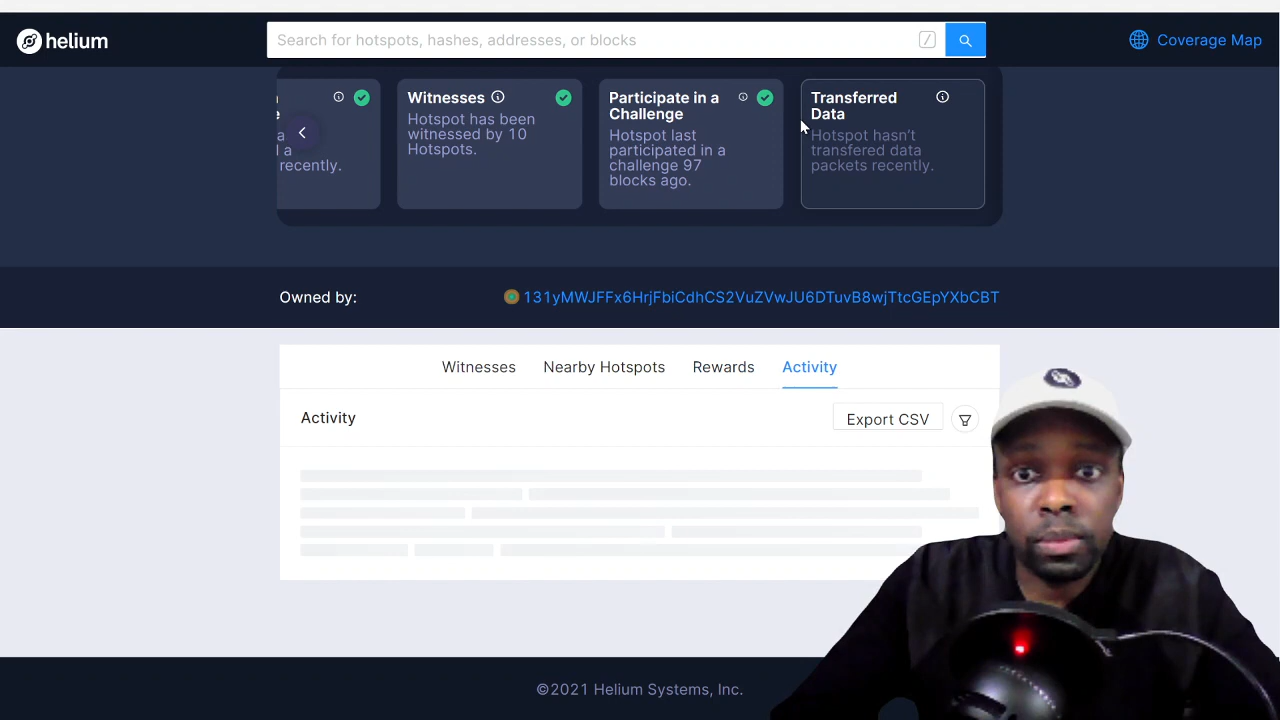 helium
Search for hotspots, hashes, addresses, or blocks
/
Coverage Map
recently.
Witnesses
Hotspot has been
witnessed by 10
Hotspots.
Participate in a
Challenge
Hotspot last
participated in a
challenge 97
blocks ago.
Transferred
Data
Hotspot hasn't
transfered data
packets recently.
Owned by:
131yMWJFFx6HrjFbiCdhCS2VuZVwJU6DTuvB8wjTtcGEpYXbCBT
Witnesses
Nearby Hotspots
Rewards
Activity
Activity
Export CSV
©2021 Helium Systems, Inc.